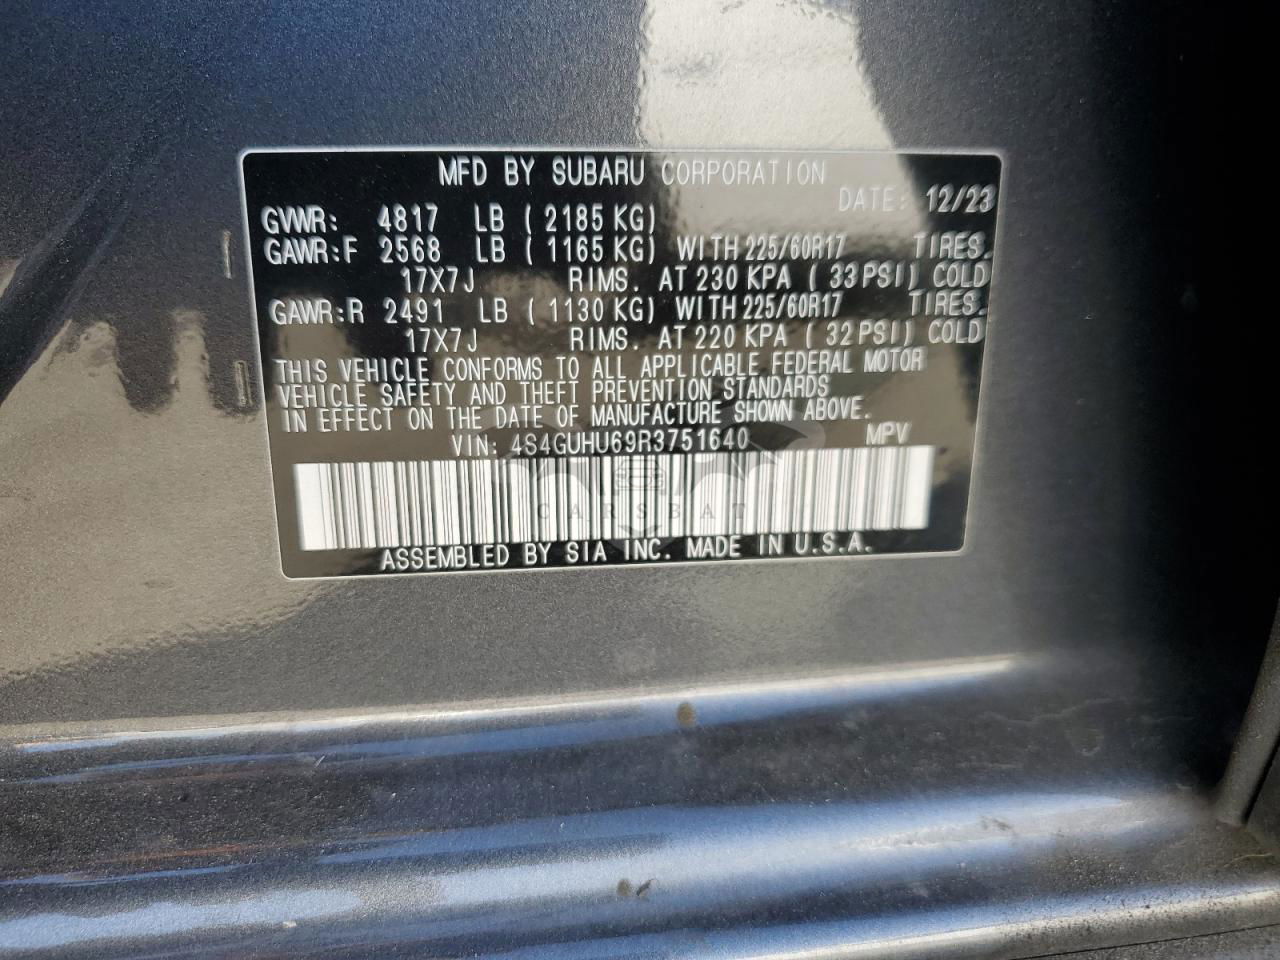 MFD BY SUBARU CORPORATION
DATE: 12/23
GVWR: 4817 LB ( 2185 KG)
GAWR:F 2568 LB ( 1165 KG) WITH 225/60R17 TIRES.
17X7J RIMS. AT 230 KPA ( 33 PSI) COLD
GAWR:R 2491 LB ( 1130 KG) WITH 225/60R17 TIRES.
17X7J RIMS. AT 220 KPA ( 32 PSI) COLD
THIS VEHICLE CONFORMS TO ALL APPLICABLE FEDERAL MOTOR
VEHICLE SAFETY AND THEFT PREVENTION STANDARDS
IN EFFECT ON THE DATE OF MANUFACTURE SHOWN ABOVE.
VIN: 4S4GUHU69R3751640 MPV
CARSBAT
ASSEMBLED BY SIA INC. MADE IN U.S.A.